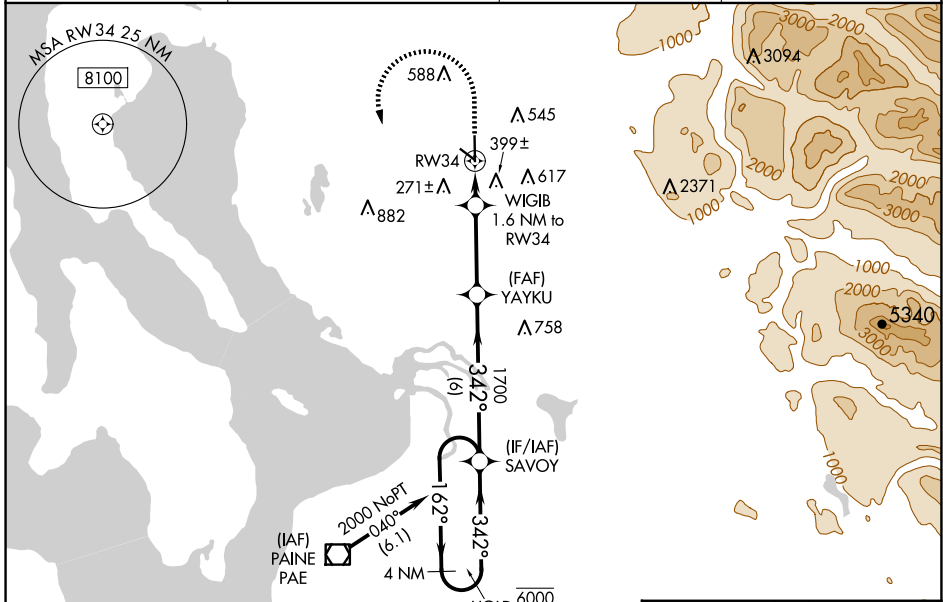 MSA RW34 25 NM
8100
588
545
399±
RW34
271±
617
882
WIGIB
1.6 NM to
RW34
(FAF)
YAYKU
758
342°
(6)
1700
(IF/IAF)
SAVOY
162°
342°
2000 NoPT
040°
(6.1)
(IAF)
PAINE
PAE
4 NM
6000
1000
3000
2000
3094
2000
2371
1000
2000
3000
1000
2000
5340
3000
1000